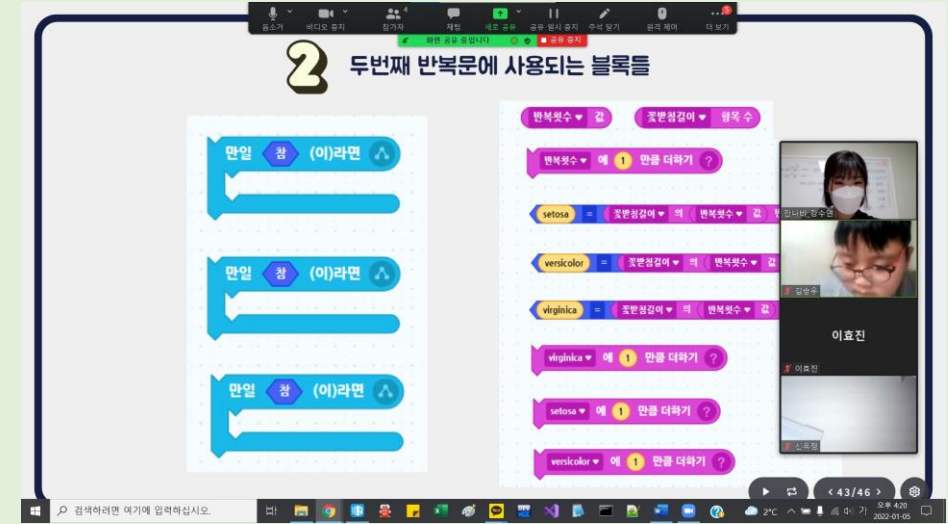 음소거
비디오 중지
참가자
4
채팅
새로 공유
공유 일시 중지
주석 달기
원격 제어
더 보기
화면 공유 중입니다
공유 중지
2 두번째 반복문에 사용되는 블록들
만일 참 (이)라면
만일 참 (이)라면
만일 참 (이)라면
반복횟수 값
꽃받침길이 항목 수
반복횟수 에 1 만큼 더하기 ?
setosa = 꽃받침길이 의 반복횟수 값
versicolor = 꽃받침길이 의 반복횟수 값
virginica = 꽃받침길이 의 반복횟수 값
virginica 에 1 만큼 더하기 ?
setosa 에 1 만큼 더하기 ?
versicolor 에 1 만큼 더하기 ?
이효진
이효진
43/46
검색하려면 여기에 입력하십시오.
2°C
가
오후 4:20
2022-01-05